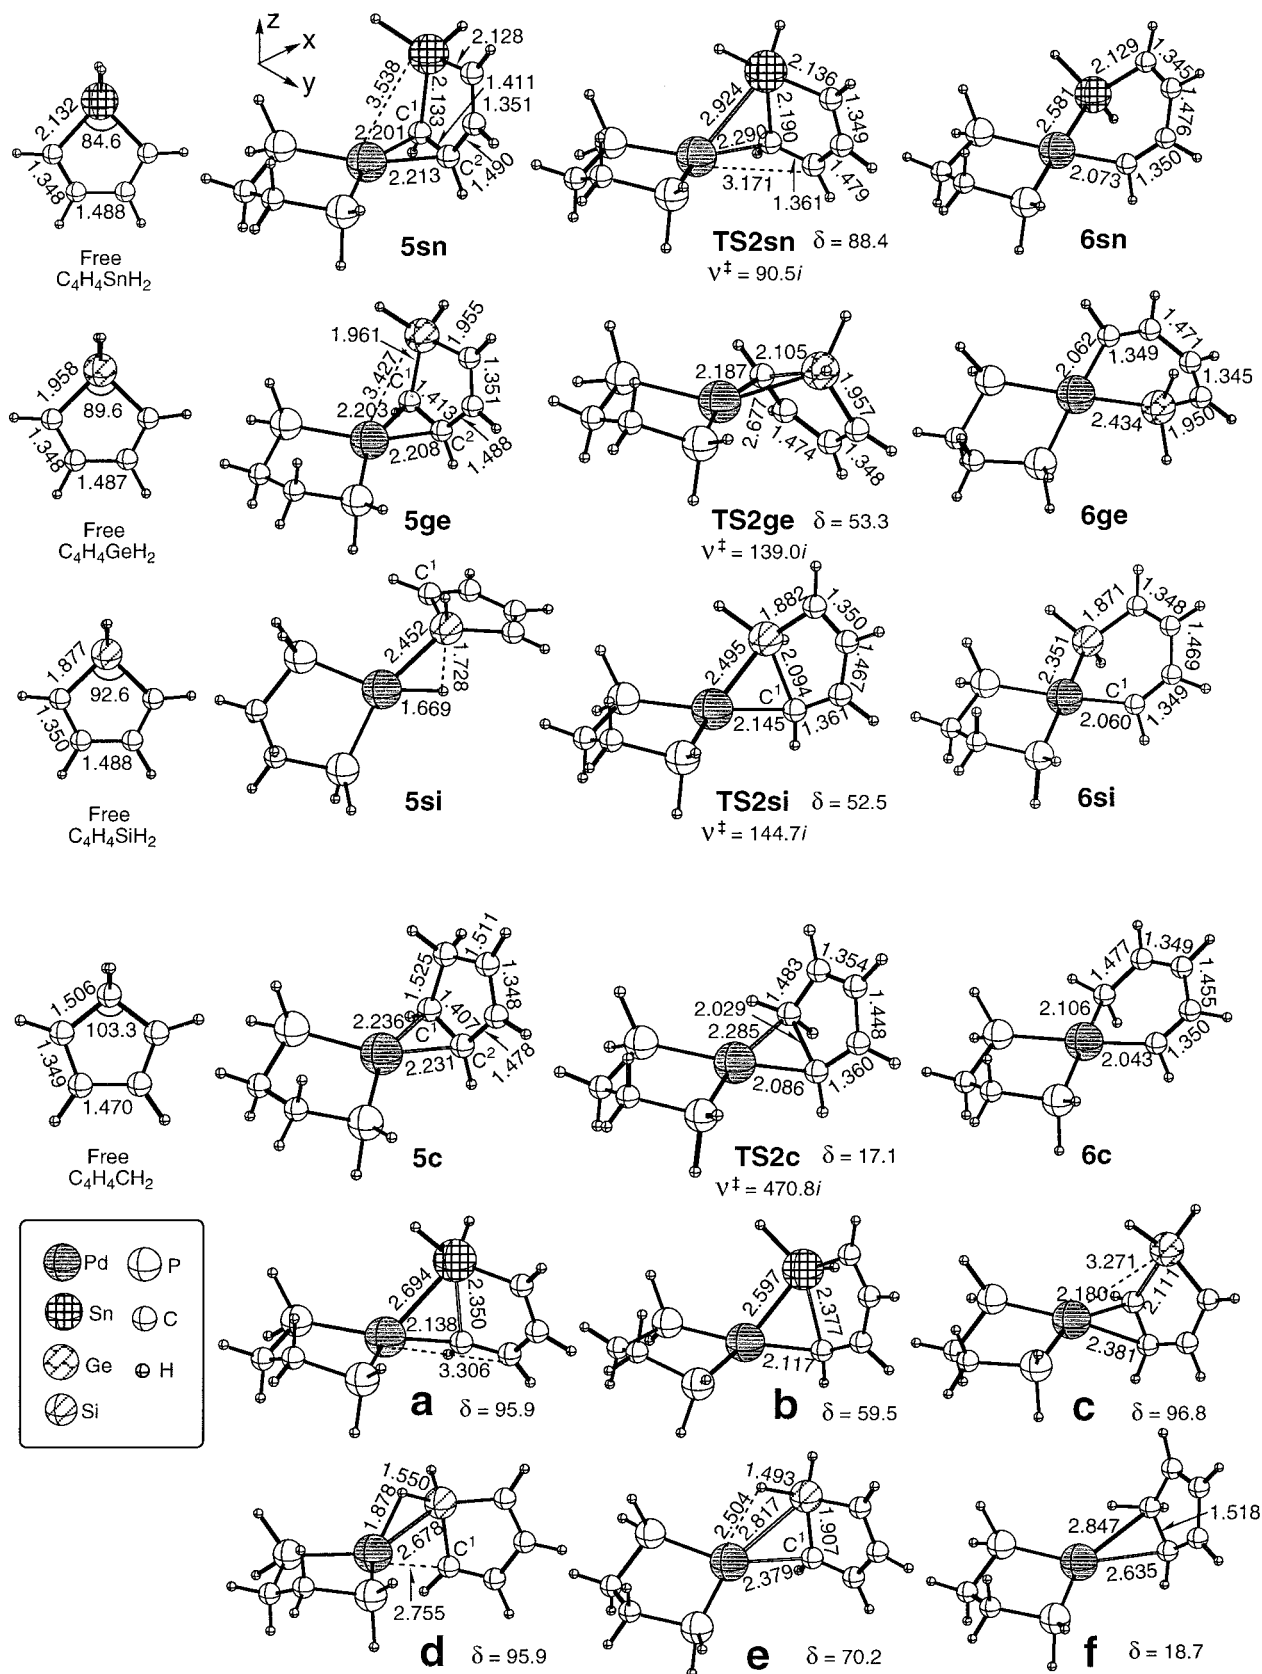 z
x
y
2.132
84.6
1.348
1.488
Free
C₄H₄SnH₂
3.538
2.128
2.133
1.411
1.351
C¹
2.201
C²
2.213
1.490
5sn
2.924
2.136
2.190
1.349
2.290
3.171
1.361
1.479
TS2sn δ = 88.4
ν‡ = 90.5i
2.129
1.345
2.581
1.476
2.073
1.350
6sn
1.958
89.6
1.348
1.487
Free
C₄H₄GeH₂
1.961
1.955
3.427
C¹
1.413
1.351
2.203
C²
2.208
1.488
5ge
2.105
2.187
1.957
2.677
1.474
1.348
TS2ge δ = 53.3
ν‡ = 139.0i
2.062
1.471
1.349
1.345
2.434
1.950
6ge
1.877
92.6
1.350
1.488
Free
C₄H₄SiH₂
C¹
2.452
1.728
1.669
5si
1.882
1.350
2.495
2.094
1.467
C¹
2.145
1.367
TS2si δ = 52.5
ν‡ = 144.7i
1.871
1.348
2.351
1.469
C¹
2.060
1.349
6si
1.506
103.3
1.349
1.470
Free
C₄H₄CH₂
1.511
1.525
1.348
2.236
C¹
1.407
C²
2.231
1.478
5c
1.354
1.483
2.029
2.285
1.448
2.086
1.360
TS2c δ = 17.1
ν‡ = 470.8i
1.477
1.349
2.106
1.455
2.043
1.350
6c
Pd
P
Sn
C
Ge
H
Si
2.694
2.350
2.138
3.306
a δ = 95.9
2.597
2.377
2.117
b δ = 59.5
3.271
2.180
2.111
2.381
c δ = 96.8
1.550
1.878
2.678
C¹
2.755
d δ = 95.9
1.493
2.504
2.817
1.907
C¹
2.379
e δ = 70.2
2.847
1.518
2.635
f δ = 18.7